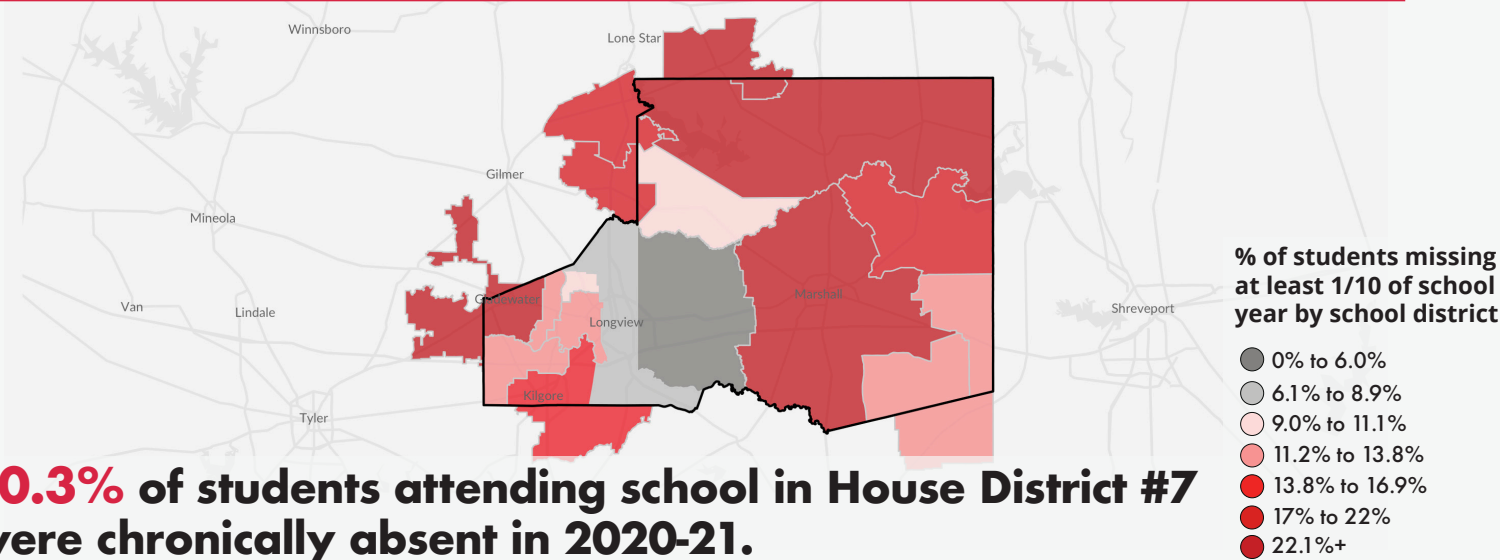 Winnsboro
Lone Star
Gilmer
Mineola
Gladewater
Van
Lindale
Longview
Marshall
Shreveport
Kilgore
Tyler
% of students missing
at least 1/10 of school
year by school district
0% to 6.0%
6.1% to 8.9%
9.0% to 11.1%
11.2% to 13.8%
13.8% to 16.9%
17% to 22%
22.1%+
0.3% of students attending school in House District #7
were chronically absent in 2020-21.